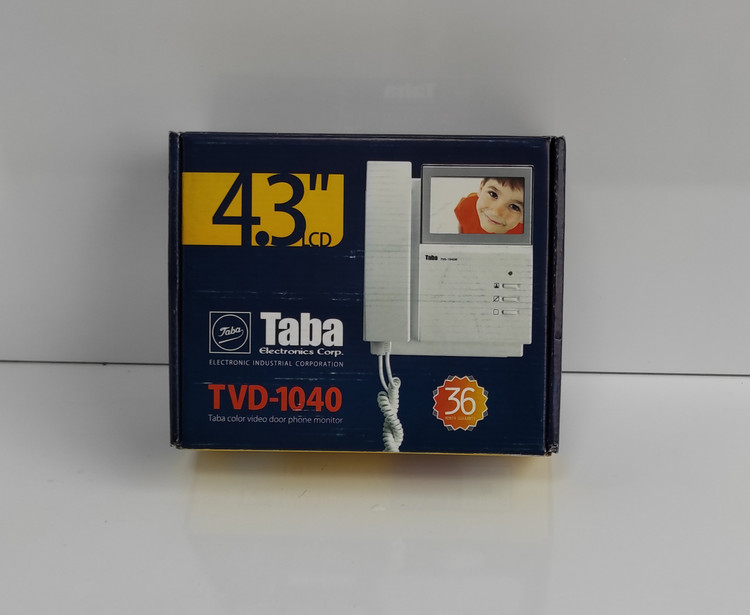 4.3"
LCD
Taba
Taba
Electronics Corp.
ELECTRONIC INDUSTRIAL CORPORATION
TVD-1040
Taba color video door phone monitor
Taba
36